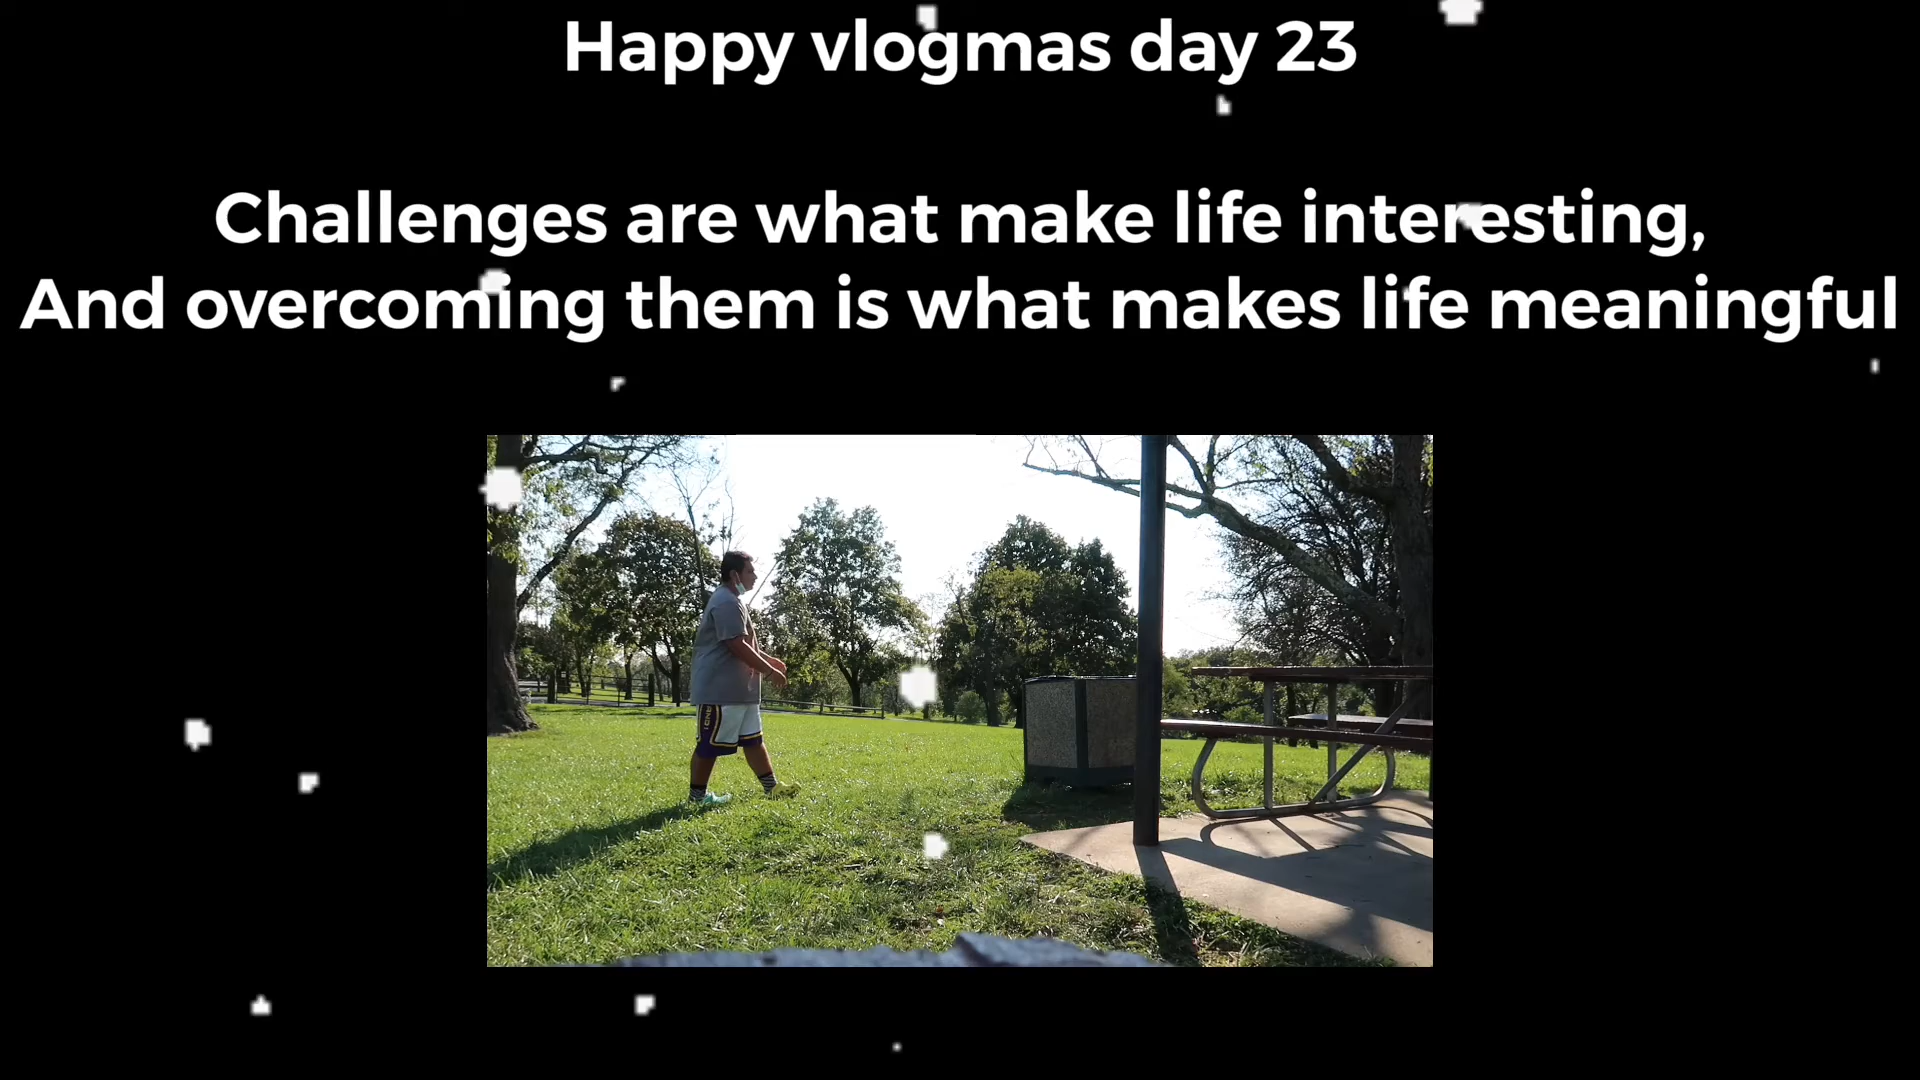 Happy vlogmas day 23
Challenges are what make life interesting,
And overcoming them is what makes life meaningful